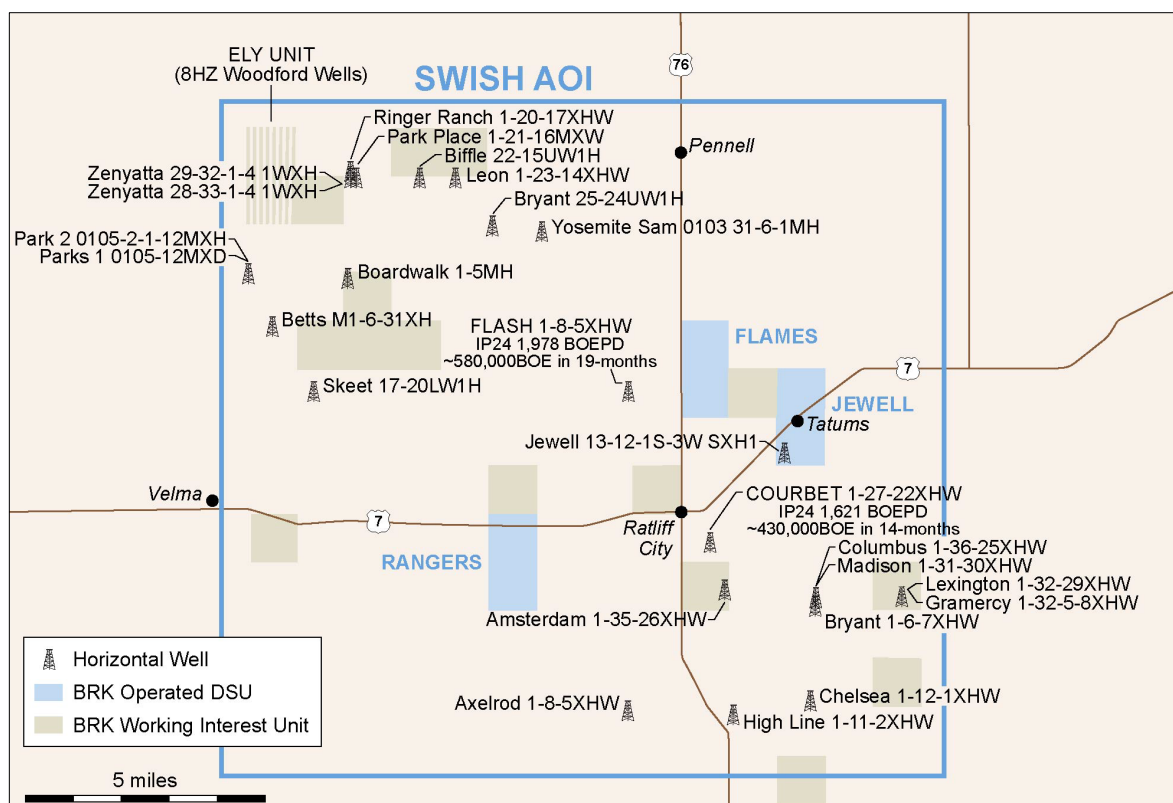 ELY UNIT
(8HZ Woodford Wells)
SWISH AOI
76
Ringer Ranch 1-20-17XHW
Park Place 1-21-16MXW
Biffle 22-15UW1H
Leon 1-23-14XHW
Pennell
Zenyatta 29-32-1-4 1WXH
Zenyatta 28-33-1-4 1WXH
Bryant 25-24UW1H
Yosemite Sam 0103 31-6-1MH
Park 2 0105-2-1-12MXH
Parks 1 0105-12MXD
Boardwalk 1-5MH
Betts M1-6-31XH
FLASH 1-8-5XHW
IP24 1,978 BOEPD
~580,000BOE in 19-months
FLAMES
7
Skeet 17-20LW1H
JEWELL
Tatums
Jewell 13-12-1S-3W SXH1
Velma
COURBET 1-27-22XHW
IP24 1,621 BOEPD
~430,000BOE in 14-months
7
Ratliff
City
RANGERS
Columbus 1-36-25XHW
Madison 1-31-30XHW
Lexington 1-32-29XHW
Gramercy 1-32-5-8XHW
Amsterdam 1-35-26XHW
Bryant 1-6-7XHW
Horizontal Well
BRK Operated DSU
BRK Working Interest Unit
Axelrod 1-8-5XHW
Chelsea 1-12-1XHW
High Line 1-11-2XHW
5 miles